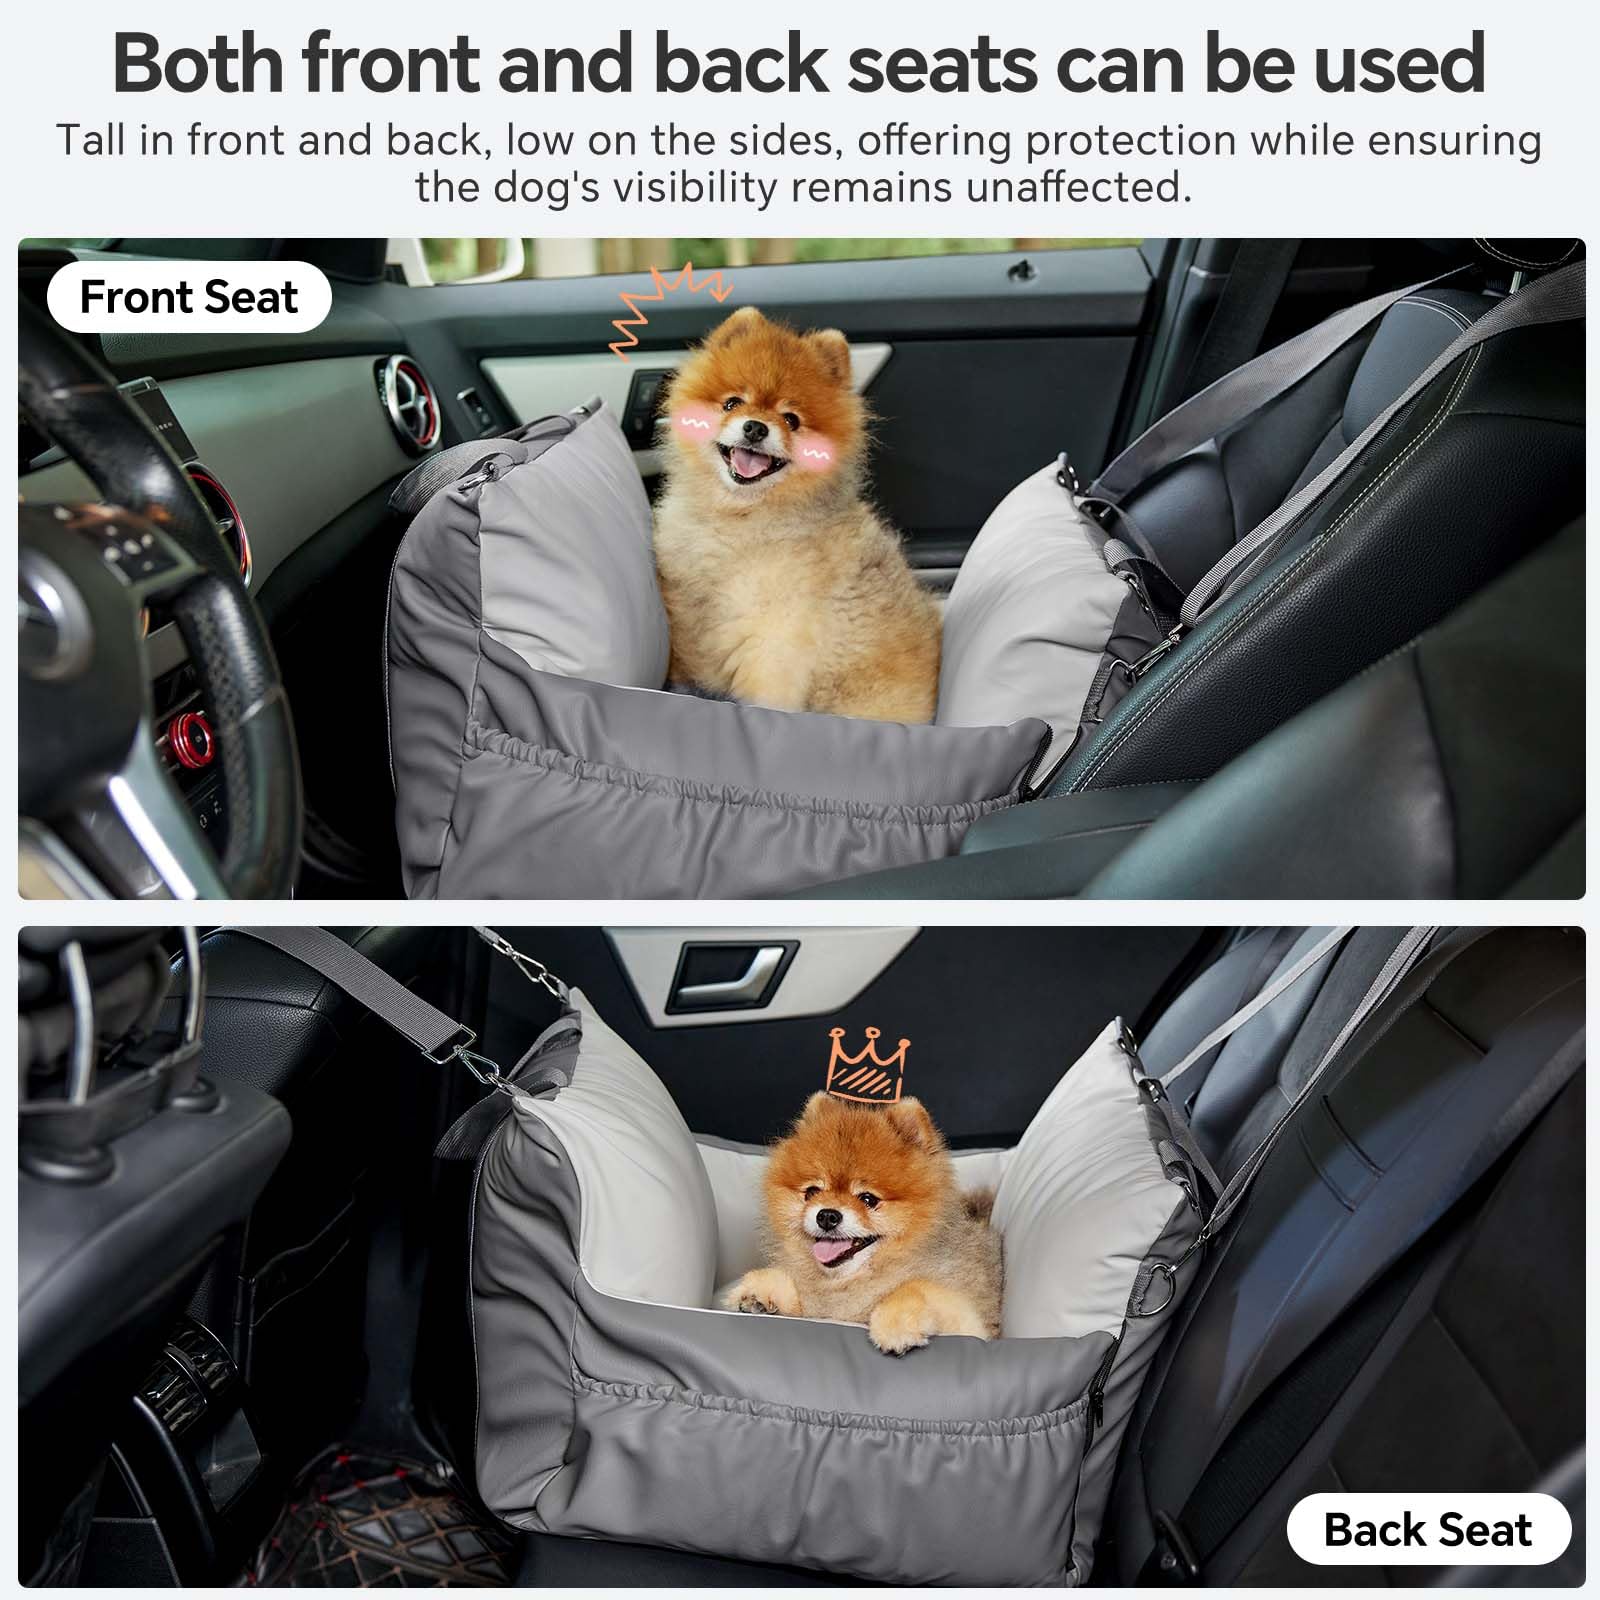 Both front and back seats can be used
Tall in front and back, low on the sides, offering protection while ensuring
the dog's visibility remains unaffected.
Front Seat
Back Seat